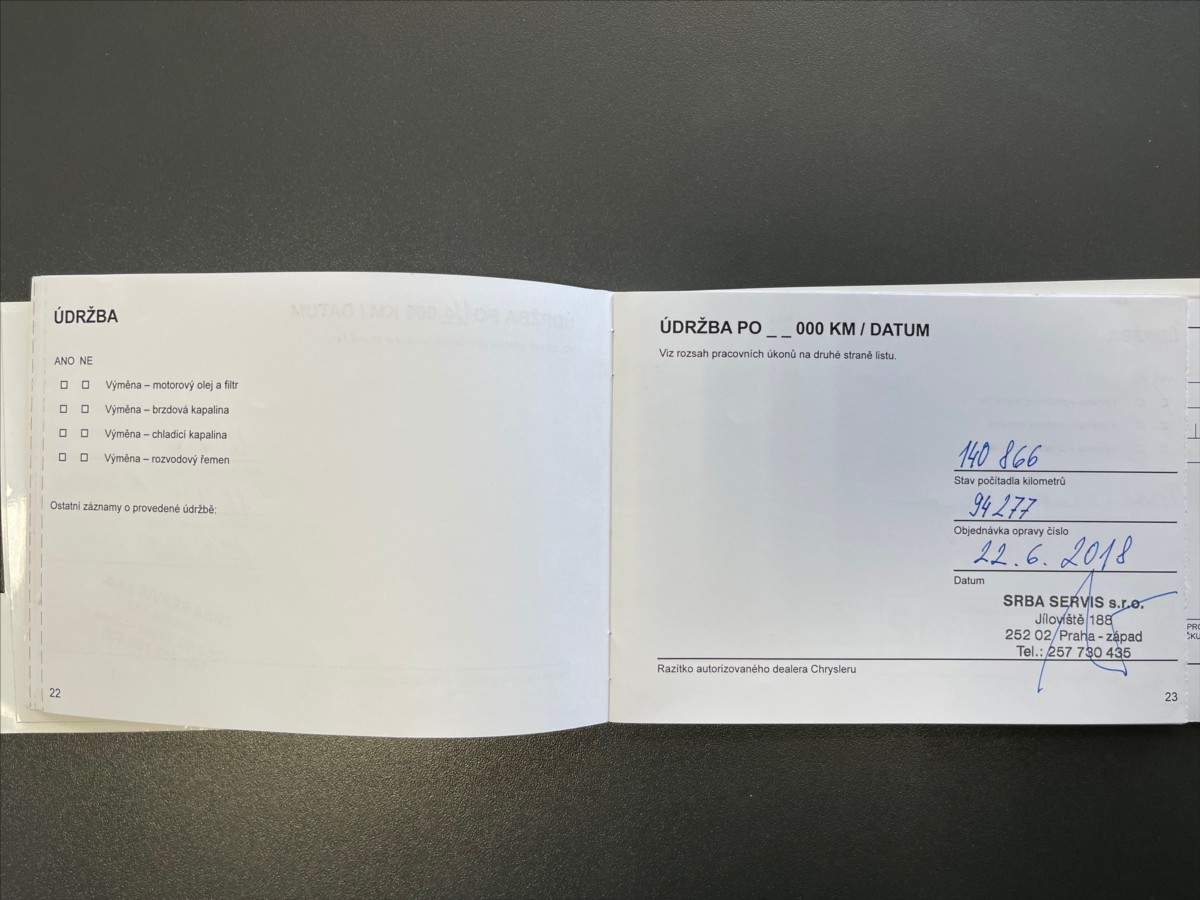 ÚDRŽBA
ANO NE
Výměna – motorový olej a filtr
Výměna – brzdová kapalina
Výměna – chladicí kapalina
Výměna – rozvodový řemen
Ostatní záznamy o provedené údržbě:
22
ÚDRŽBA PO _ _ 000 KM / DATUM
Viz rozsah pracovních úkonů na druhé straně listu.
140 866
Stav počítadla kilometrů
94277
Objednávka opravy číslo
22. 6. 2018
Datum
SRBA SERVIS s.r.o.
Jíloviště 188
252 02 Praha - západ
Tel.: 257 730 435
Razítko autorizovaného dealera Chrysleru
23